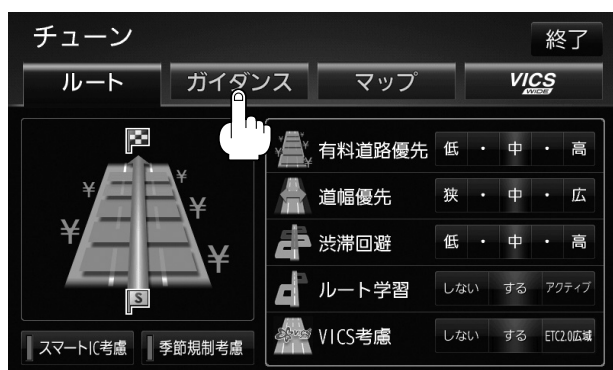 チューン 終了
ルート ガイダンス マップ VICS WIDE
有料道路優先 低 ・ 中 ・ 高
道幅優先 狭 ・ 中 ・ 広
渋滞回避 低 ・ 中 ・ 高
ルート学習 しない する アクティブ
VICS考慮 しない する ETC2.0広域
¥ ¥
¥ ¥
¥ ¥
S
スマートIC考慮 季節規制考慮